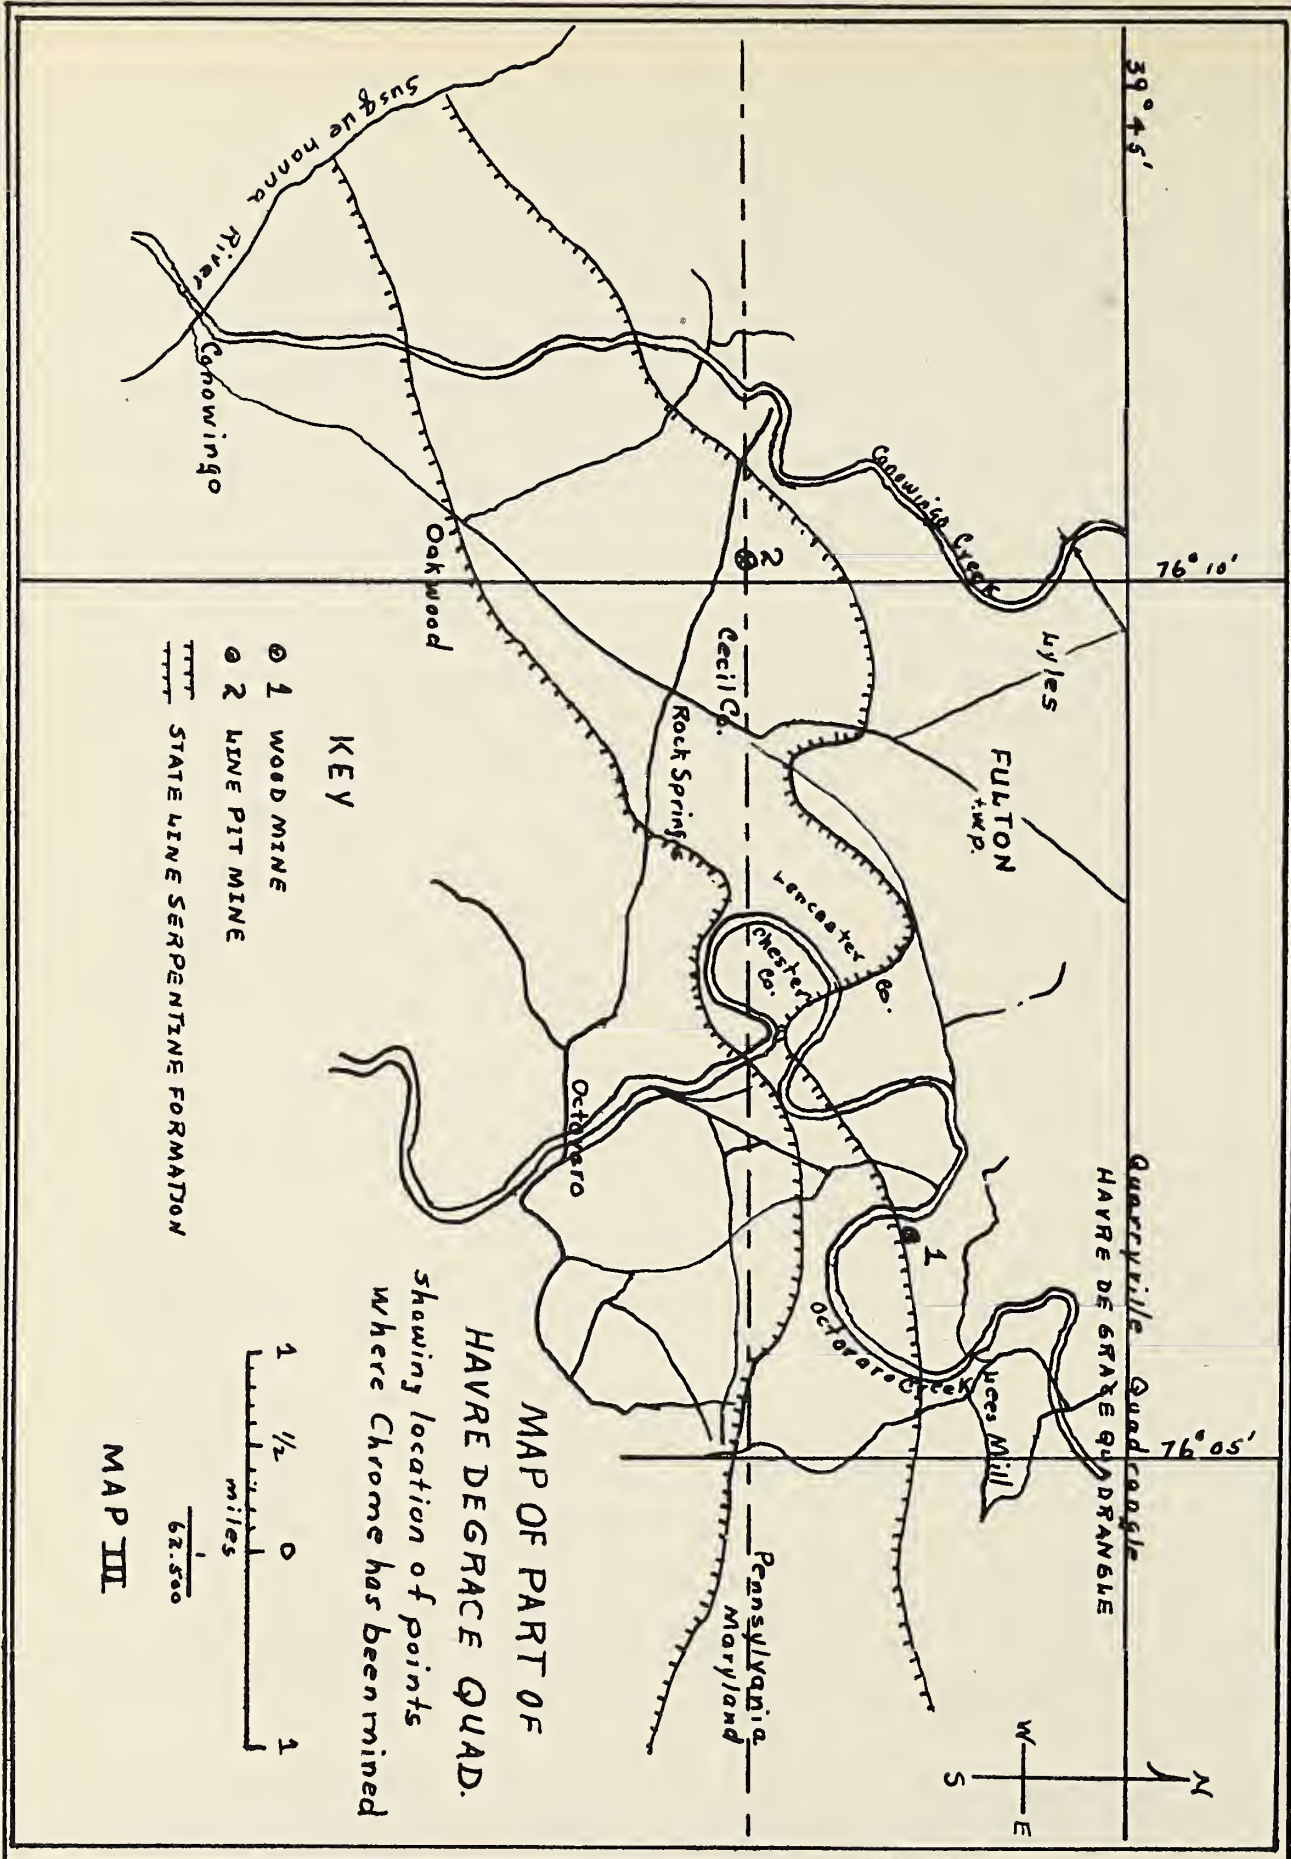 39° 45'
Quarryville Quadrangle
HAVRE DE GRACE QUADRANGLE
76° 10'
76° 05'
N
W E
S
Lyles
FULTON
twp.
Conowingo Creek
Lees Mill
1
Octoraro Creek
Lancaster Co.
Chester
Co.
2
Cecil Co.
Pennsylvania
Maryland
Rock Springs
Octoraro
Oakwood
Susquehanna River
Conowingo
MAP OF PART OF
HAVRE DEGRACE QUAD.
showing location of points
where Chrome has been mined
KEY
1 WOOD MINE
2 LINE PIT MINE
STATE LINE SERPENTINE FORMATION
1 1/2 0 1
miles
1
62.500
MAP III